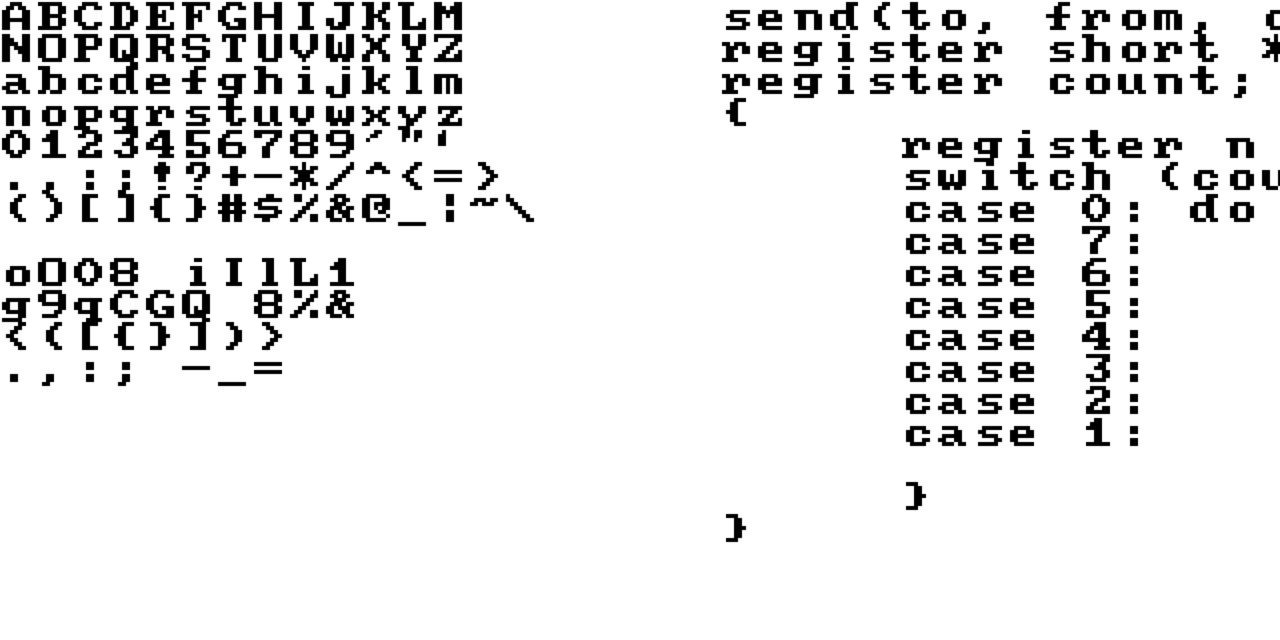 ABCDEFGHIJKLM
NOPQRSTUVWXYZ
abcdefghijklm
nopqrstuvwxyz
0123456789´"'
.,:;!?+-*/^<=>
(){}[]#$%&@_¦~\
oO08 iIlL1
g9qCGQ 8%&
<([{}])>
.,:; -_=
send(to, from,
register short *
register count;
{
register n
switch (cou
case 0: do
case 7:
case 6:
case 5:
case 4:
case 3:
case 2:
case 1:
}
}